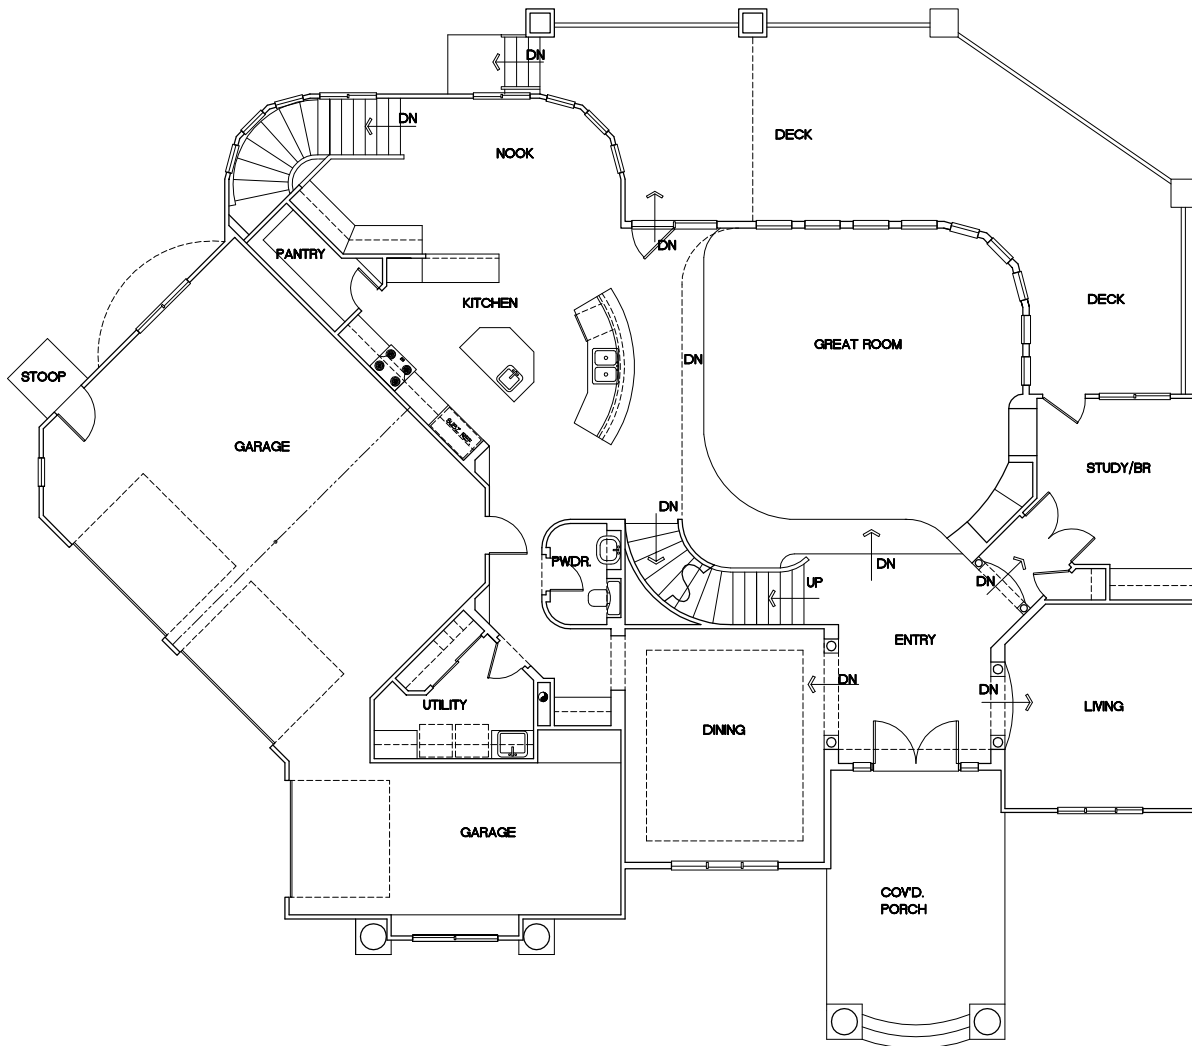 DN
DN
DECK
NOOK
DN
PANTRY
KITCHEN
DECK
GREAT ROOM
DN
STOOP
GARAGE
STUDY/BR
DN
PWDR.
DN
UP
DN
ENTRY
DN
DN
UTILITY
LIVING
DINING
GARAGE
COV'D.
PORCH